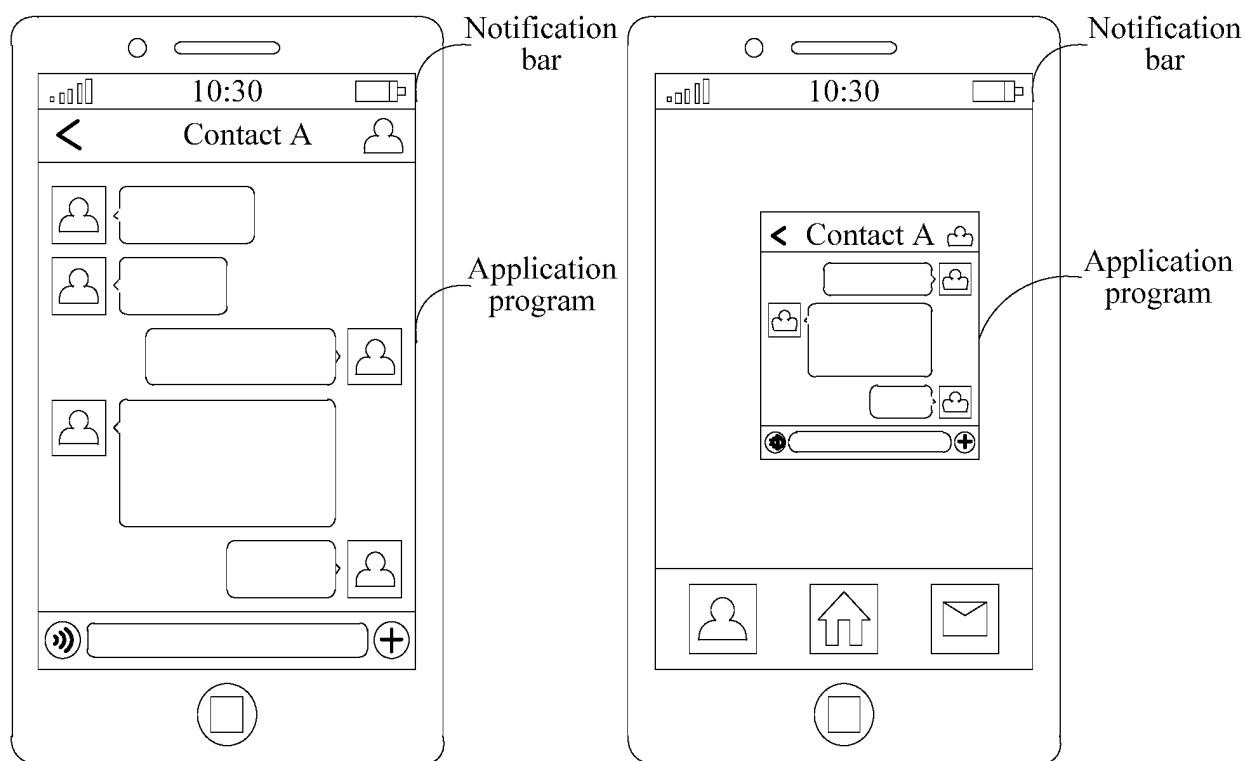 Notification
bar
10:30
Contact A
Application
program
Notification
bar
10:30
Contact A
Application
program